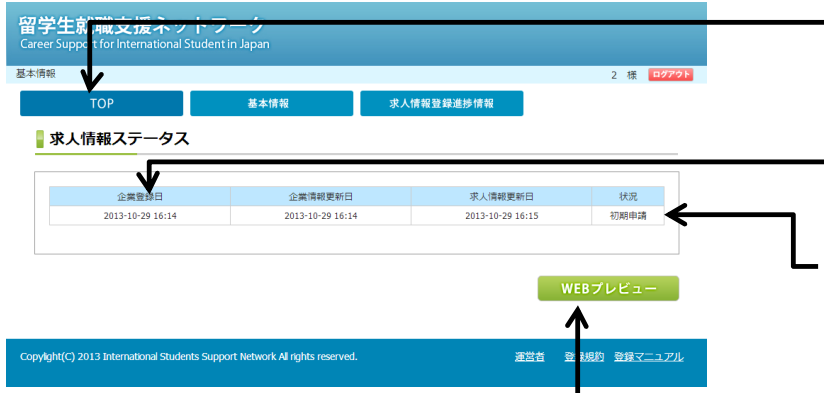 留学生就職支援ネットワーク
Career Support for International Student in Japan
基本情報 2 様 ログアウト
TOP 基本情報 求人情報登録進捗情報
求人情報ステータス
企業登録日 企業情報更新日 求人情報更新日 状況
2013-10-29 16:14 2013-10-29 16:14 2013-10-29 16:15 初期申請
WEBプレビュー
Copylight(C) 2013 International Students Support Network All rights reserved. 運営者 登録規約 登録マニュアル